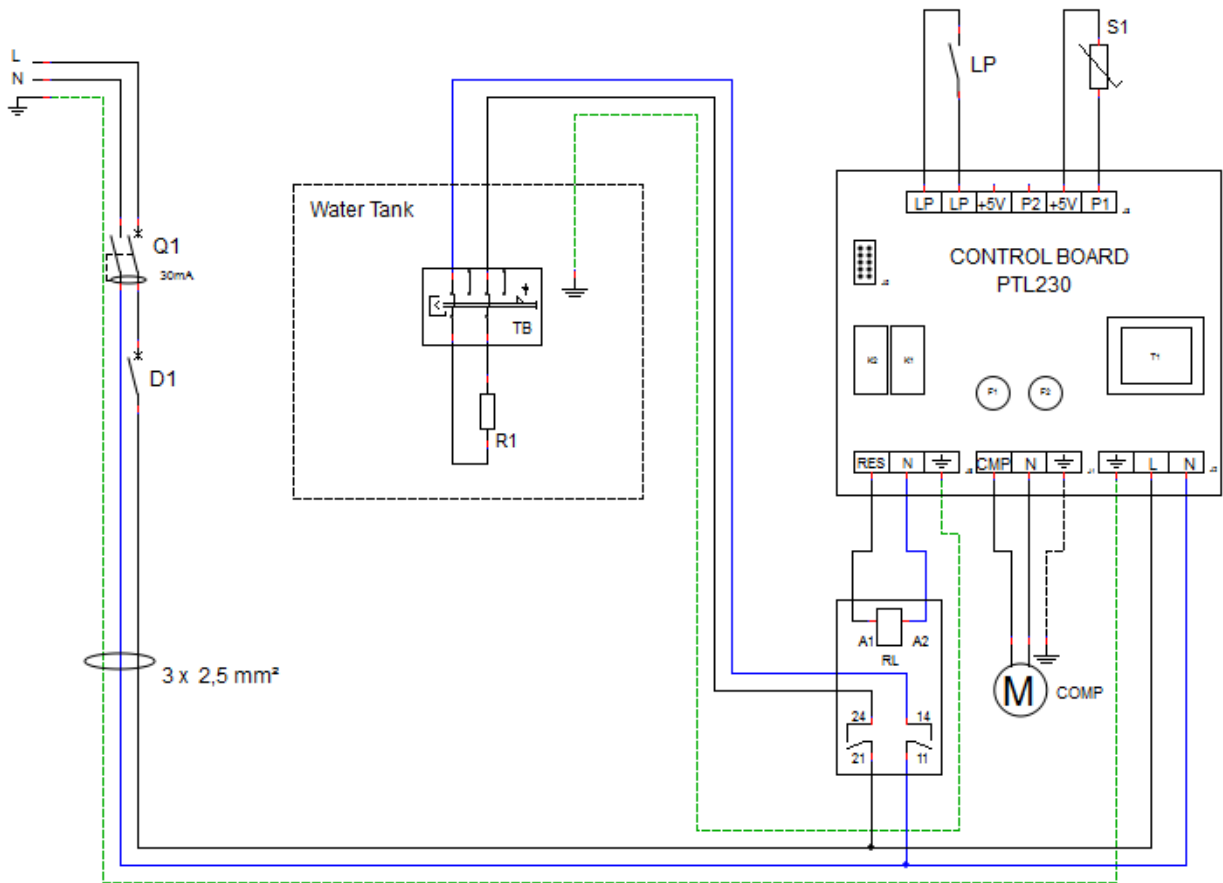 L
N
Q1
30mA
D1
3 x 2,5 mm²
Water Tank
TB
R1
LP
S1
LP LP +5V P2 +5V P1
CONTROL BOARD
PTL230
K2 K1
T1
F1 F2
RES N
CMP N
L N
A1 A2
RL
24 14
21 11
M COMP